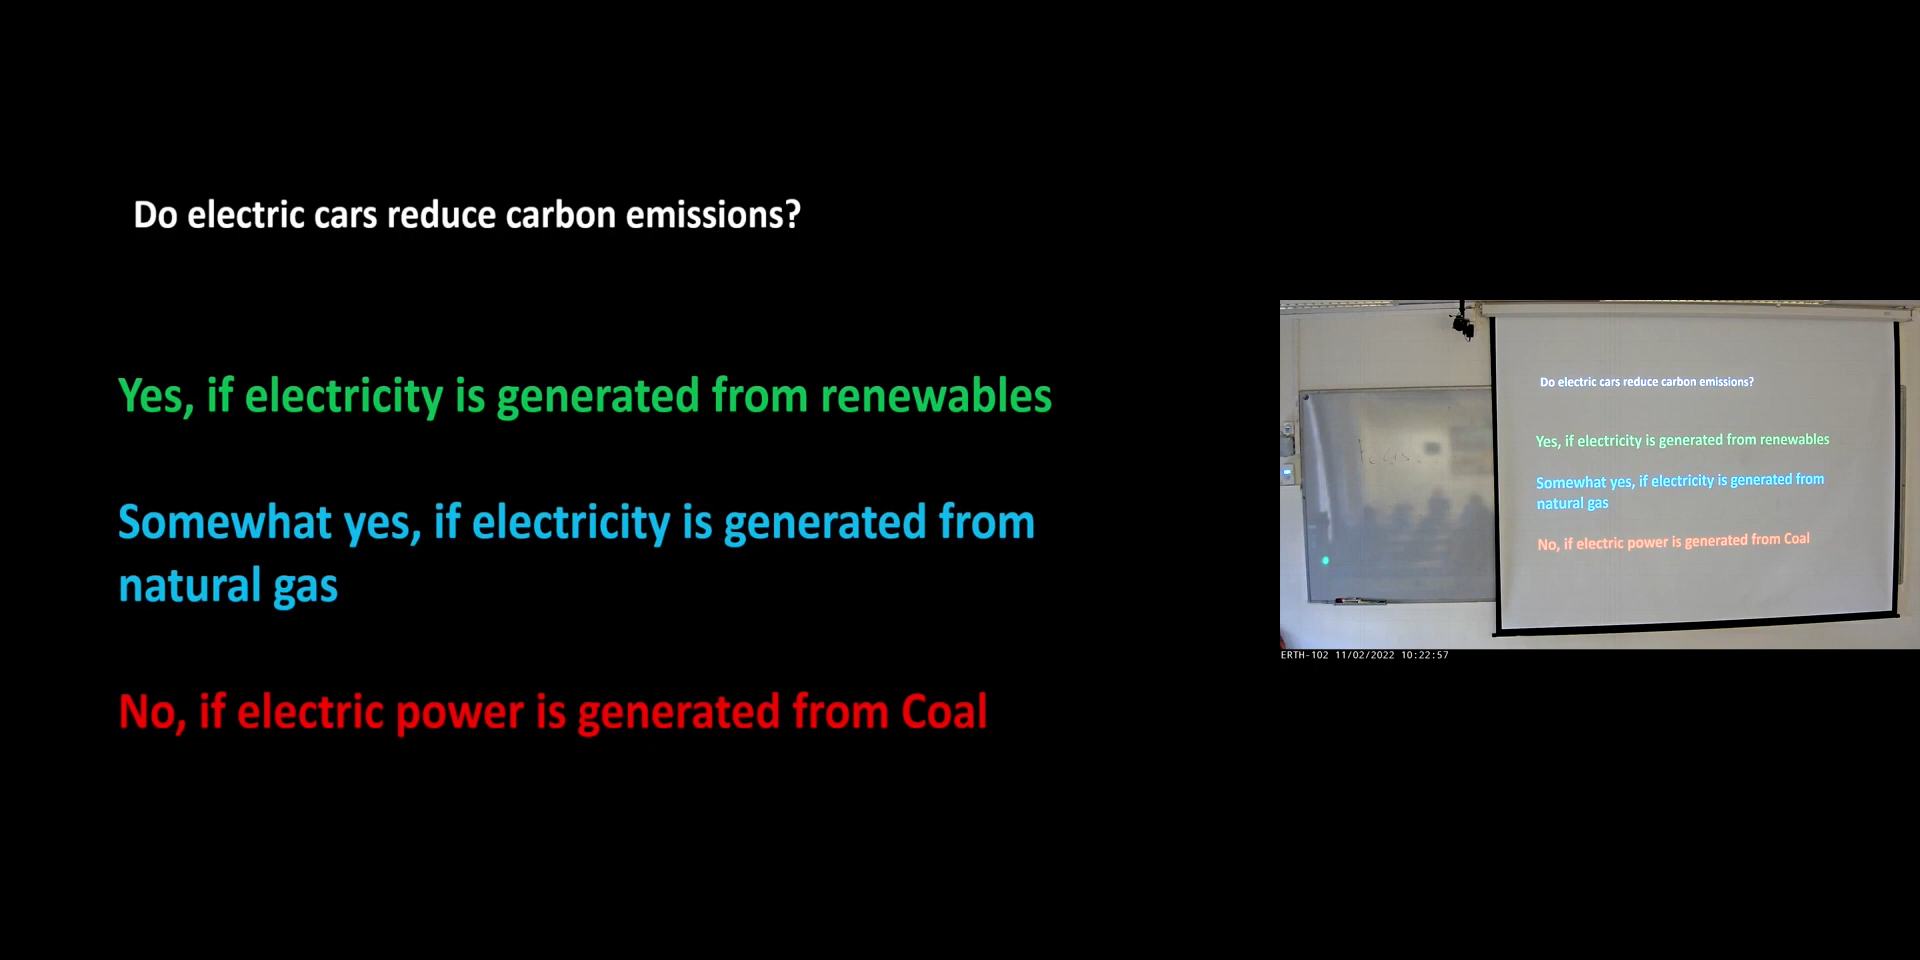 Do electric cars reduce carbon emissions?
Yes, if electricity is generated from renewables
Somewhat yes, if electricity is generated from
natural gas
No, if electric power is generated from Coal
Do electric cars reduce carbon emissions?
Yes, if electricity is generated from renewables
Somewhat yes, if electricity is generated from
natural gas
No, if electric power is generated from Coal
ERTH-102 11/02/2022 10:22:57